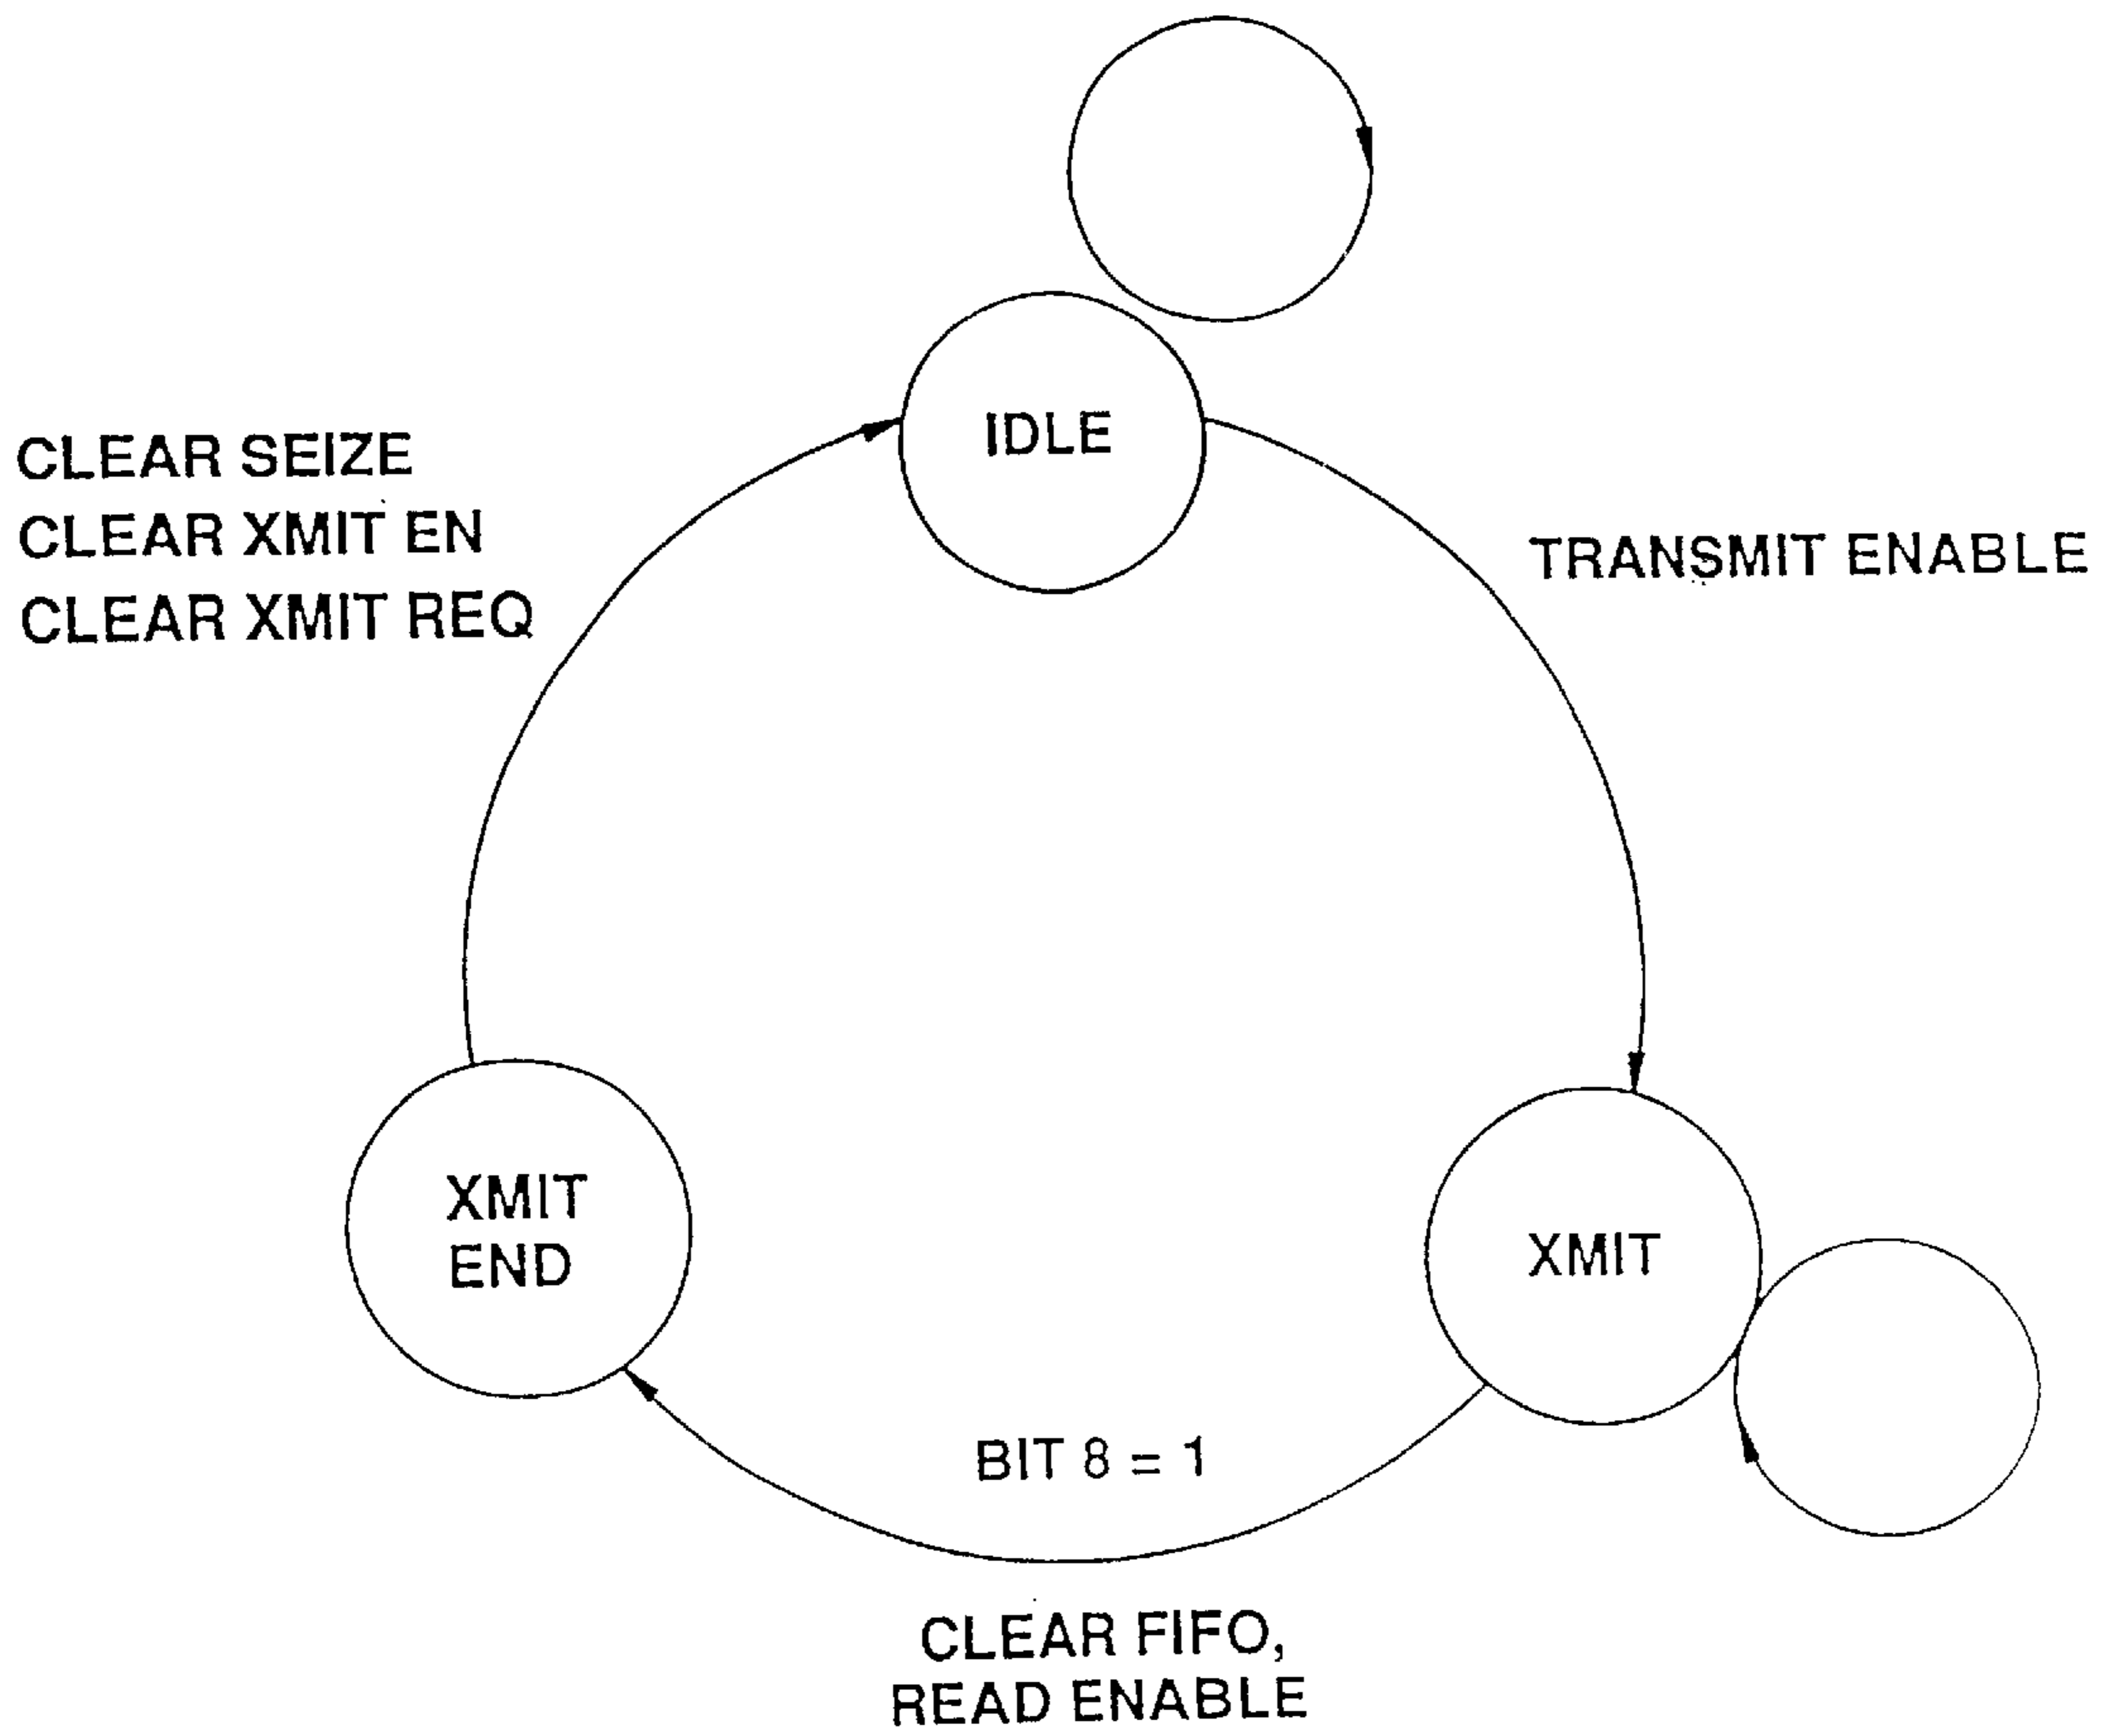 IDLE
CLEAR SEIZE
CLEAR XMIT EN
CLEAR XMIT REQ
TRANSMIT ENABLE
XMIT
END
XMIT
BIT 8 = 1
CLEAR FIFO,
READ ENABLE